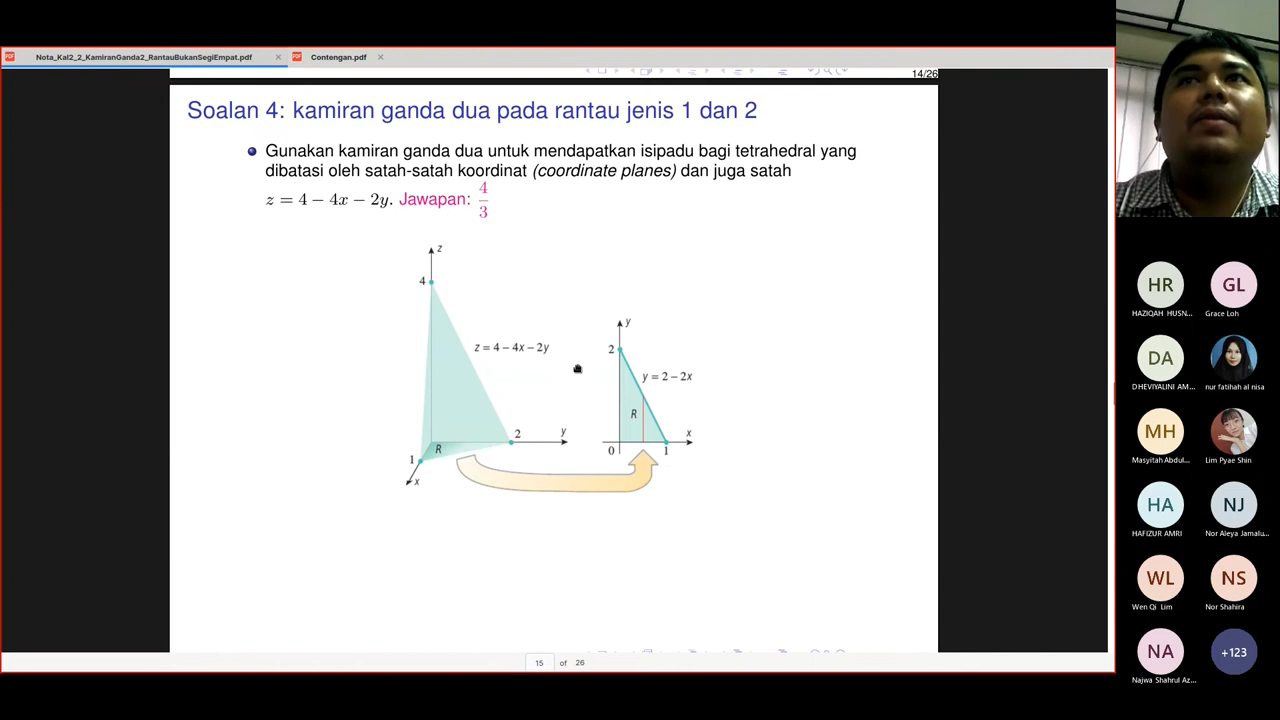 Nota_Kal2_2_KamiranGanda2_RantauBukanSegiEmpat.pdf
Contengan.pdf
14/26
Soalan 4: kamiran ganda dua pada rantau jenis 1 dan 2
Gunakan kamiran ganda dua untuk mendapatkan isipadu bagi tetrahedral yang
dibatasi oleh satah-satah koordinat (coordinate planes) dan juga satah
z = 4 − 4x − 2y. Jawapan: 4/3
z
4
z = 4 − 4x − 2y
y
2
R
1
x
y
2
y = 2 − 2x
R
x
0
1
15 of 26
HR
HAZIQAH HUSN...
GL
Grace Loh
DA
DHEVIYALINI AM...
nur fatihah al nisa
MH
Masyitah Abdul...
Lim Pyae Shin
HA
HAFIZUR AMRI
NJ
Nor Aleya Jamalu...
WL
Wen Qi Lim
NS
Nor Shahira
NA
Najwa Shahrul Az...
+123